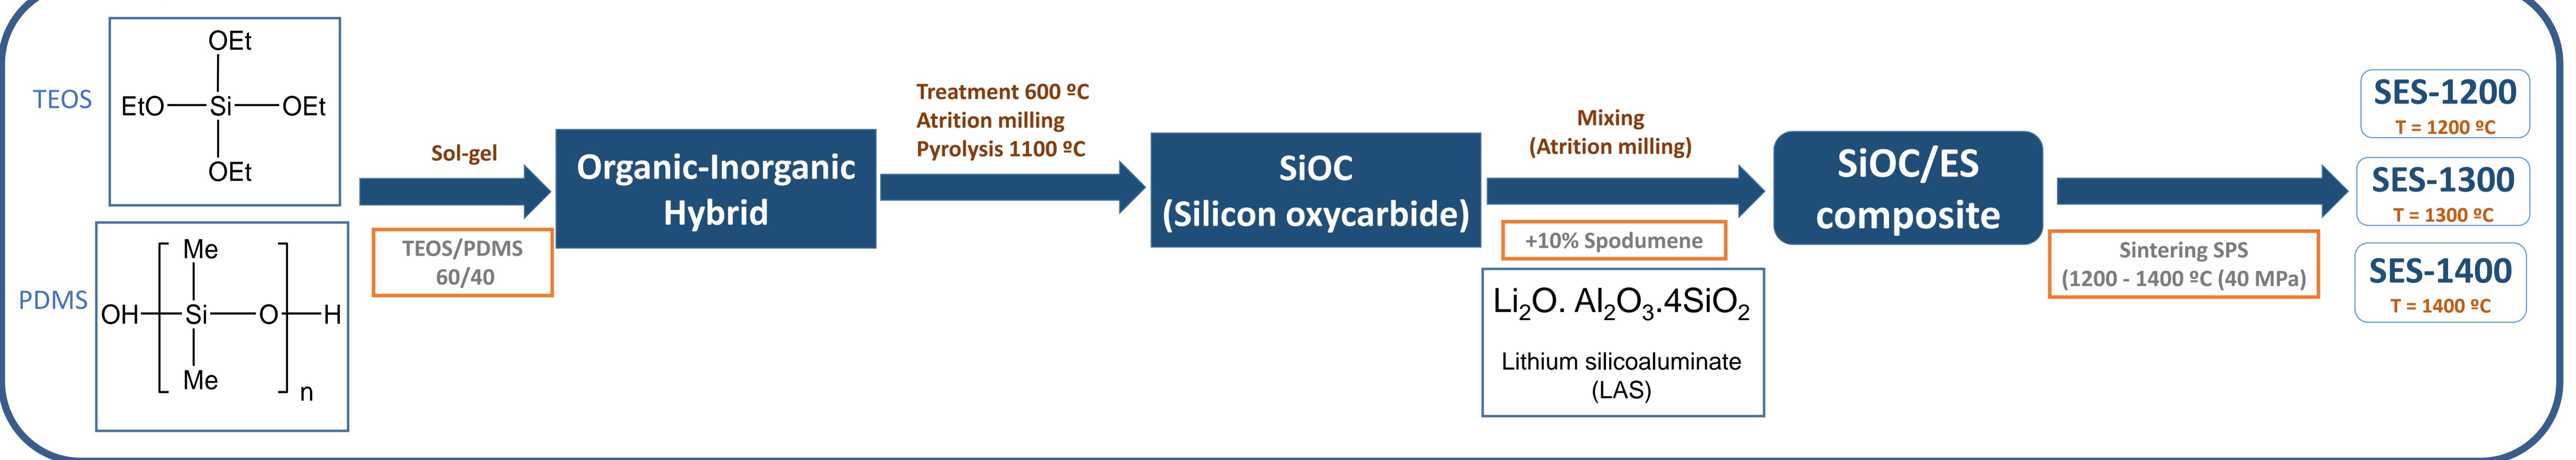 TEOS
OEt
EtO Si OEt
OEt
PDMS
Me
OH Si O H
Me
n
Sol-gel
TEOS/PDMS
60/40
Organic-Inorganic
Hybrid
Treatment 600 ºC
Atrition milling
Pyrolysis 1100 ºC
SiOC
(Silicon oxycarbide)
Mixing
(Atrition milling)
+10% Spodumene
Li₂O. Al₂O₃.4SiO₂
Lithium silicoaluminate
(LAS)
SiOC/ES
composite
Sintering SPS
(1200 - 1400 ºC (40 MPa)
SES-1200
T = 1200 ºC
SES-1300
T = 1300 ºC
SES-1400
T = 1400 ºC